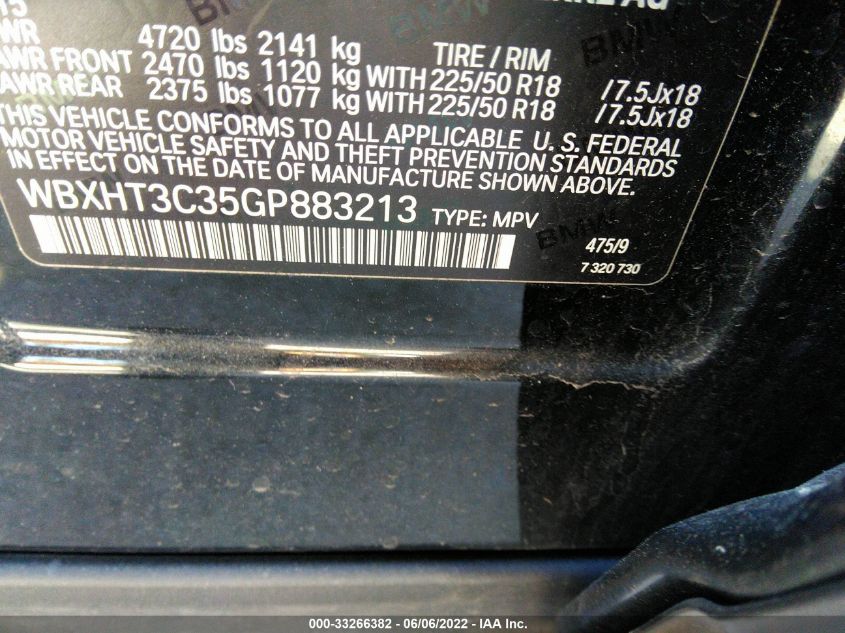 4720 lbs 2141 kg TIRE / RIM
FRONT 2470 lbs 1120 kg WITH 225/50 R18 /7.5Jx18
REAR 2375 lbs 1077 kg WITH 225/50 R18 /7.5Jx18
THIS VEHICLE CONFORMS TO ALL APPLICABLE U. S. FEDERAL
MOTOR VEHICLE SAFETY AND THEFT PREVENTION STANDARDS
IN EFFECT ON THE DATE OF MANUFACTURE SHOWN ABOVE.
WBXHT3C35GP883213 TYPE: MPV
BMW
475/9
7 320 730
000-33266382 - 06/06/2022 - IAA Inc.